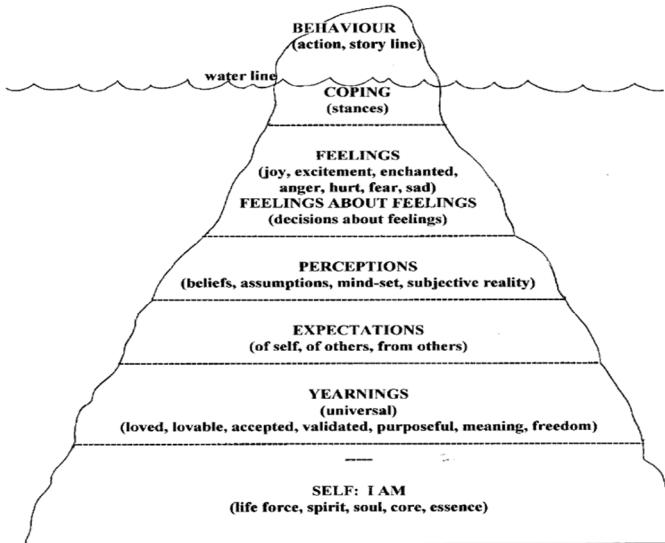 BEHAVIOUR
(action, story line)
water line
COPING
(stances)
FEELINGS
(joy, excitement, enchanted,
anger, hurt, fear, sad)
FEELINGS ABOUT FEELINGS
(decisions about feelings)
PERCEPTIONS
(beliefs, assumptions, mind-set, subjective reality)
EXPECTATIONS
(of self, of others, from others)
YEARNINGS
(universal)
(loved, lovable, accepted, validated, purposeful, meaning, freedom)
SELF: I AM
(life force, spirit, soul, core, essence)